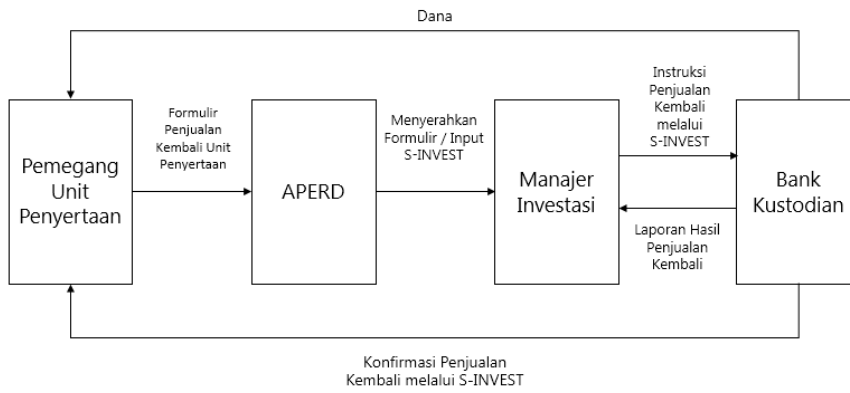 Dana
Formulir
Penjualan
Kembali Unit
Penyertaan
Menyerahkan
Formulir / Input
S-INVEST
Instruksi
Penjualan
Kembali
melalui
S-INVEST
Pemegang
Unit
Penyertaan
APERD
Manajer
Investasi
Bank
Kustodian
Laporan Hasil
Penjualan
Kembali
Konfirmasi Penjualan
Kembali melalui S-INVEST